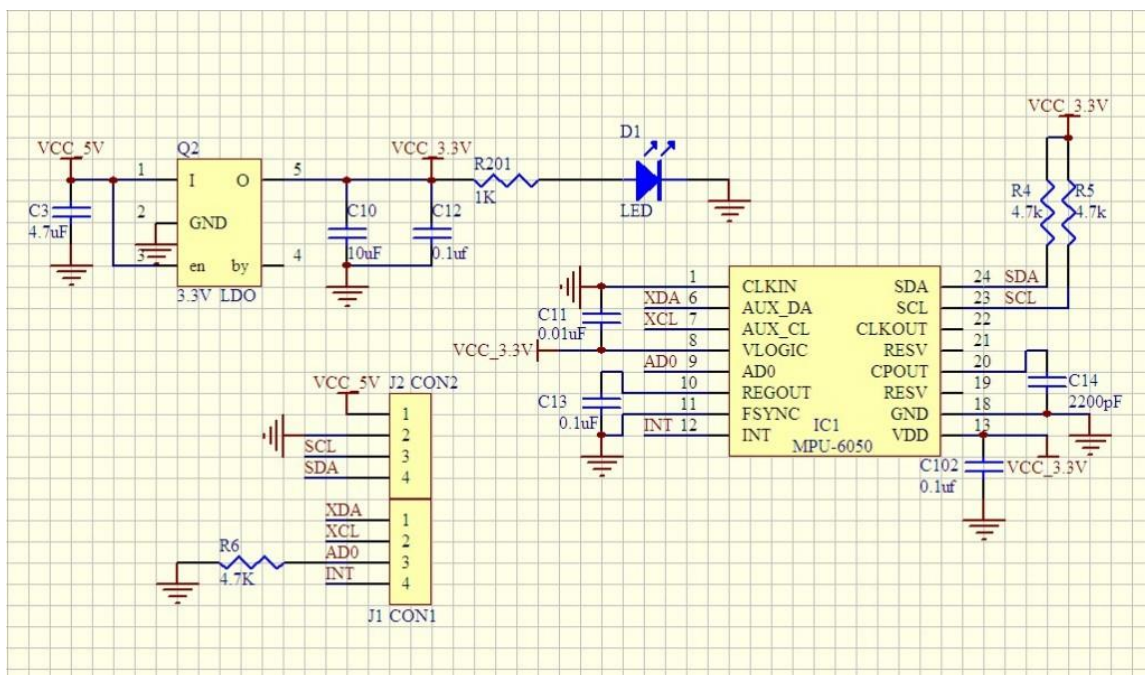 VCC_5V
Q2
1
I
O
5
VCC_3.3V
R201
1K
D1
LED
VCC_3.3V
C3
4.7uF
2
GND
3
en
by
4
3.3V LDO
C10
10uF
C12
0.1uf
R4
4.7k
R5
4.7k
1
CLKIN
SDA
24
SDA
XDA
6
AUX_DA
SCL
23
SCL
XCL
7
AUX_CL
CLKOUT
22
C11
0.01uF
VCC_3.3V
8
VLOGIC
RESV
21
AD0
9
AD0
CPOUT
20
10
REGOUT
RESV
19
C13
0.1uF
11
FSYNC
GND
18
C14
2200pF
INT
12
INT
IC1
VDD
13
MPU-6050
C102
0.1uf
VCC_3.3V
VCC_5V
J2 CON2
1
2
SCL
3
SDA
4
XDA
1
XCL
2
R6
4.7K
AD0
3
INT
4
J1 CON1